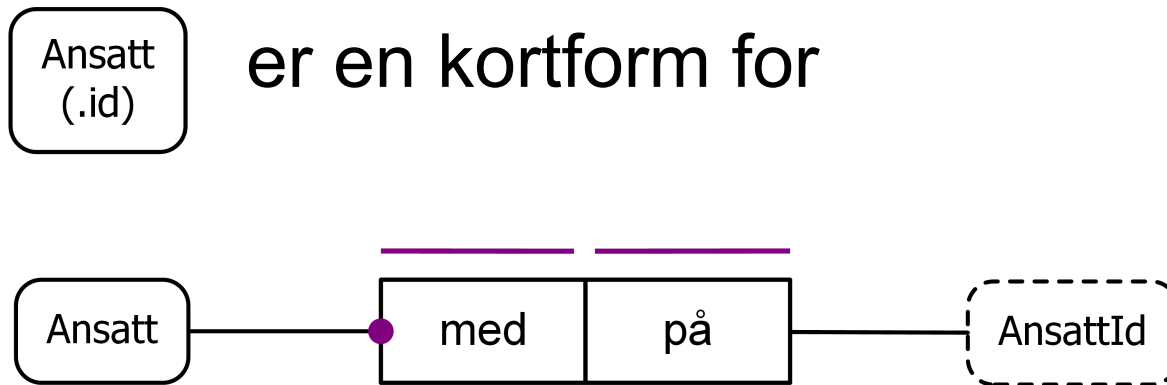 Ansatt
(.id)
er en kortform for
Ansatt
med
på
AnsattId